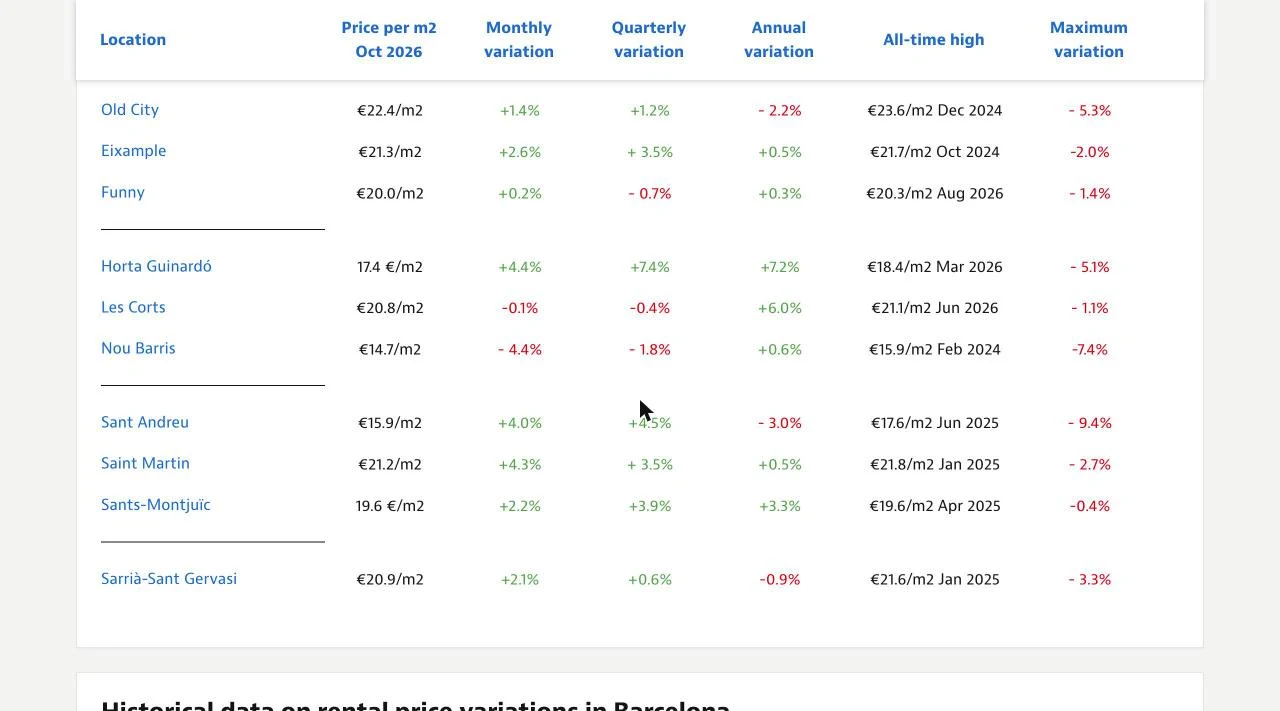 Location Price per m2 Oct 2026 Monthly variation Quarterly variation Annual variation All-time high Maximum variation
Old City €22.4/m2 +1.4% +1.2% - 2.2% €23.6/m2 Dec 2024 - 5.3%
Eixample €21.3/m2 +2.6% + 3.5% +0.5% €21.7/m2 Oct 2024 -2.0%
Funny €20.0/m2 +0.2% - 0.7% +0.3% €20.3/m2 Aug 2026 - 1.4%
Horta Guinardó 17.4 €/m2 +4.4% +7.4% +7.2% €18.4/m2 Mar 2026 - 5.1%
Les Corts €20.8/m2 -0.1% -0.4% +6.0% €21.1/m2 Jun 2026 - 1.1%
Nou Barris €14.7/m2 - 4.4% - 1.8% +0.6% €15.9/m2 Feb 2024 -7.4%
Sant Andreu €15.9/m2 +4.0% +4.5% - 3.0% €17.6/m2 Jun 2025 - 9.4%
Saint Martin €21.2/m2 +4.3% + 3.5% +0.5% €21.8/m2 Jan 2025 - 2.7%
Sants-Montjuïc 19.6 €/m2 +2.2% +3.9% +3.3% €19.6/m2 Apr 2025 -0.4%
Sarrià-Sant Gervasi €20.9/m2 +2.1% +0.6% -0.9% €21.6/m2 Jan 2025 - 3.3%
Historical data on rental price variations in Barcelona